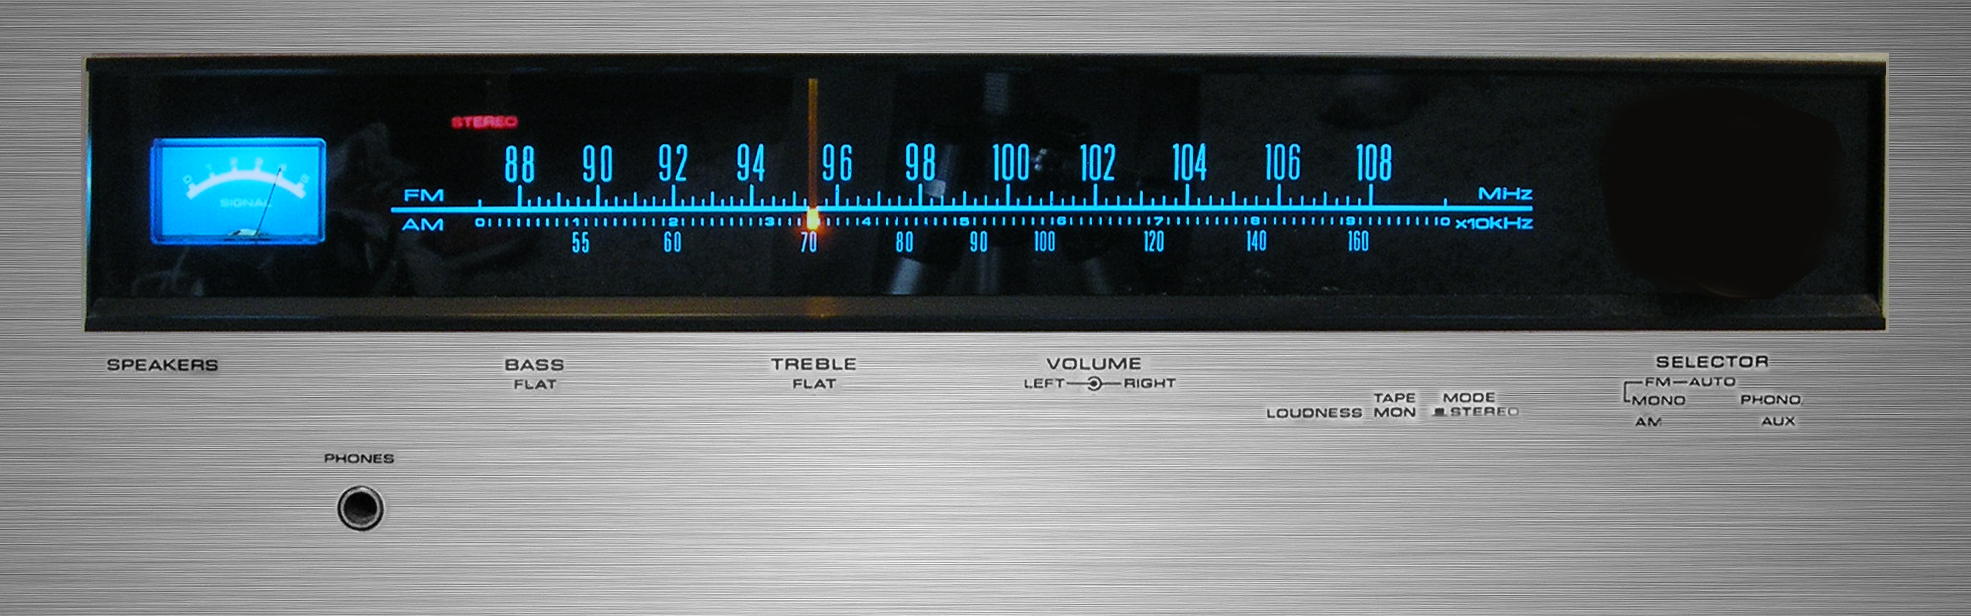 STEREO
88 90 92 94 96 98 100 102 104 106 108
FM MHz
AM 0 1 2 3 4 5 6 7 8 9 0 x10kHz
55 60 70 80 90 100 120 140 160
SIGNAL
SPEAKERS BASS TREBLE VOLUME SELECTOR
FLAT FLAT LEFT RIGHT FM AUTO
TAPE MODE MONO PHONO
LOUDNESS MON STEREO AM AUX
PHONES